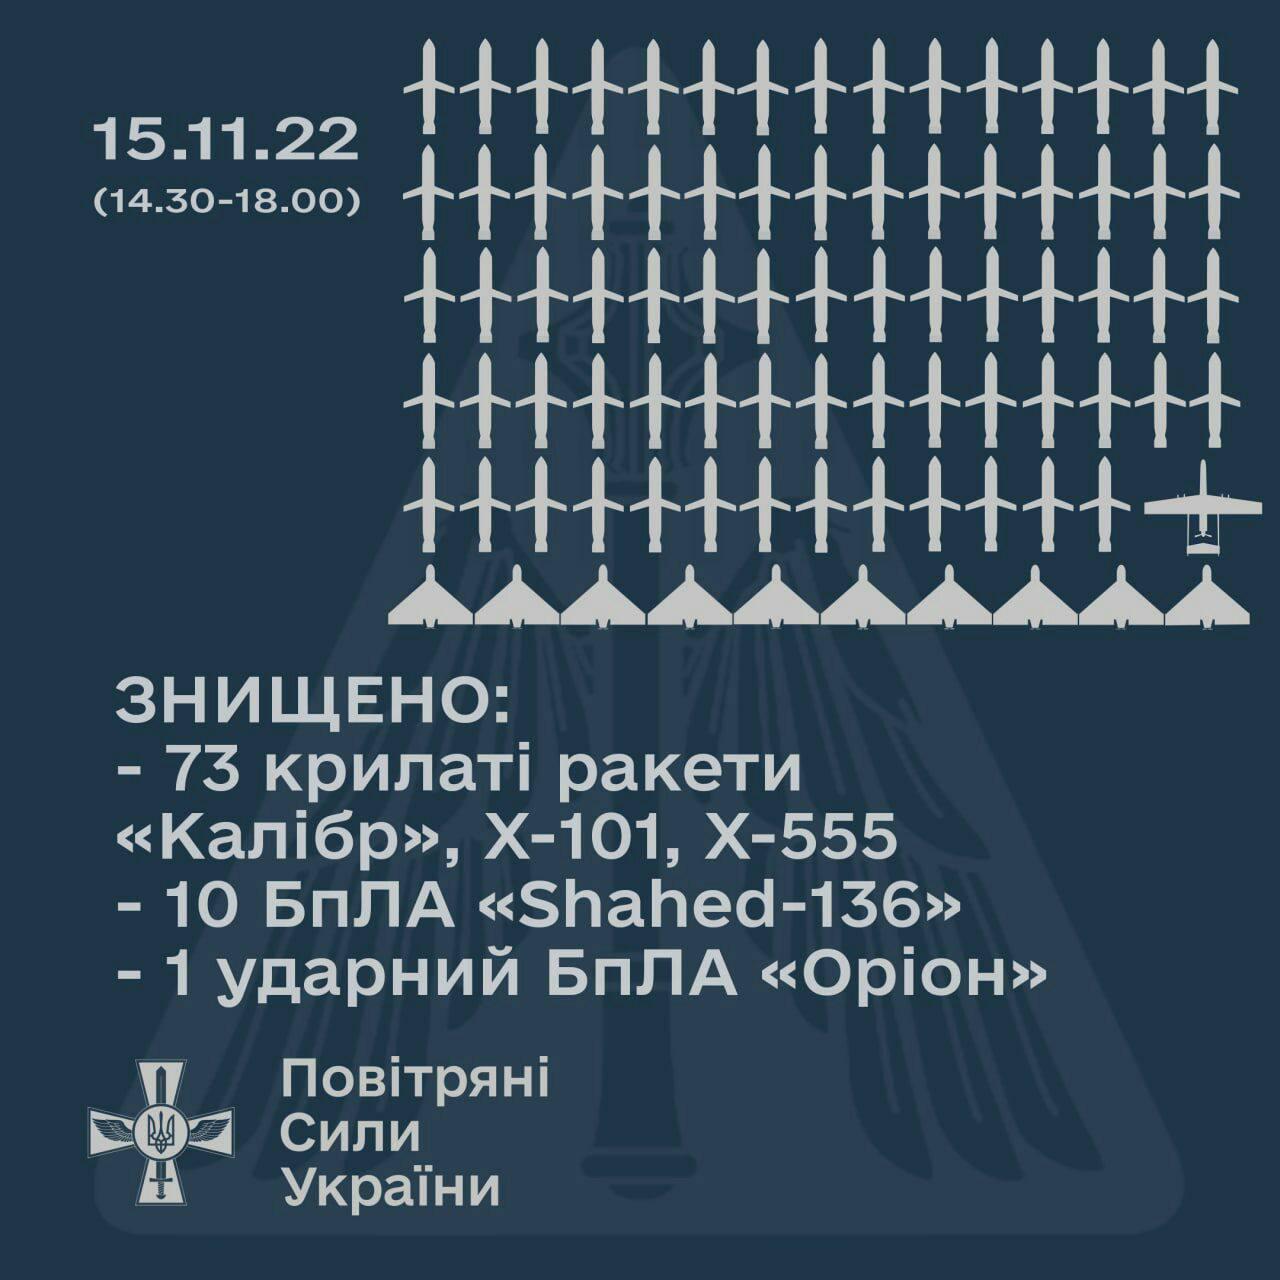 15.11.22
(14.30-18.00)
ЗНИЩЕНО:
- 73 крилаті ракети
«Калібр», Х-101, Х-555
- 10 БпЛА «Shahed-136»
- 1 ударний БпЛА «Оріон»
Повітряні
Сили
України